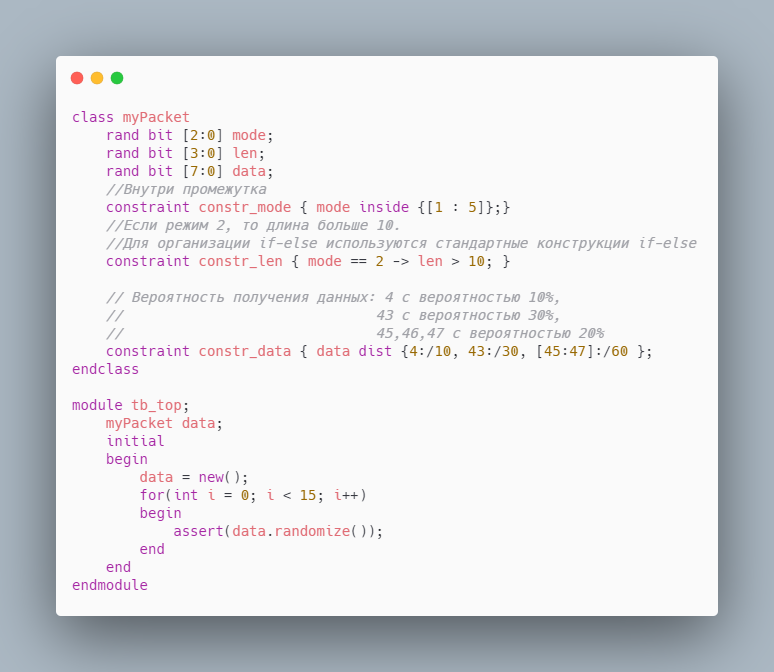 class myPacket
    rand bit [2:0] mode;
    rand bit [3:0] len;
    rand bit [7:0] data;
    //Внутри промежутка
    constraint constr_mode { mode inside {[1 : 5]};}
    //Если режим 2, то длина больше 10.
    //Для организации if-else используются стандартные конструкции if-else
    constraint constr_len { mode == 2 -> len > 10; }

    // Вероятность получения данных: 4 с вероятностью 10%,
    //                              43 с вероятностью 30%,
    //                              45,46,47 с вероятностью 20%
    constraint constr_data { data dist {4:/10, 43:/30, [45:47]:/60 };
endclass

module tb_top;
    myPacket data;
    initial
    begin
        data = new();
        for(int i = 0; i < 15; i++)
        begin
            assert(data.randomize());
        end
    end
endmodule